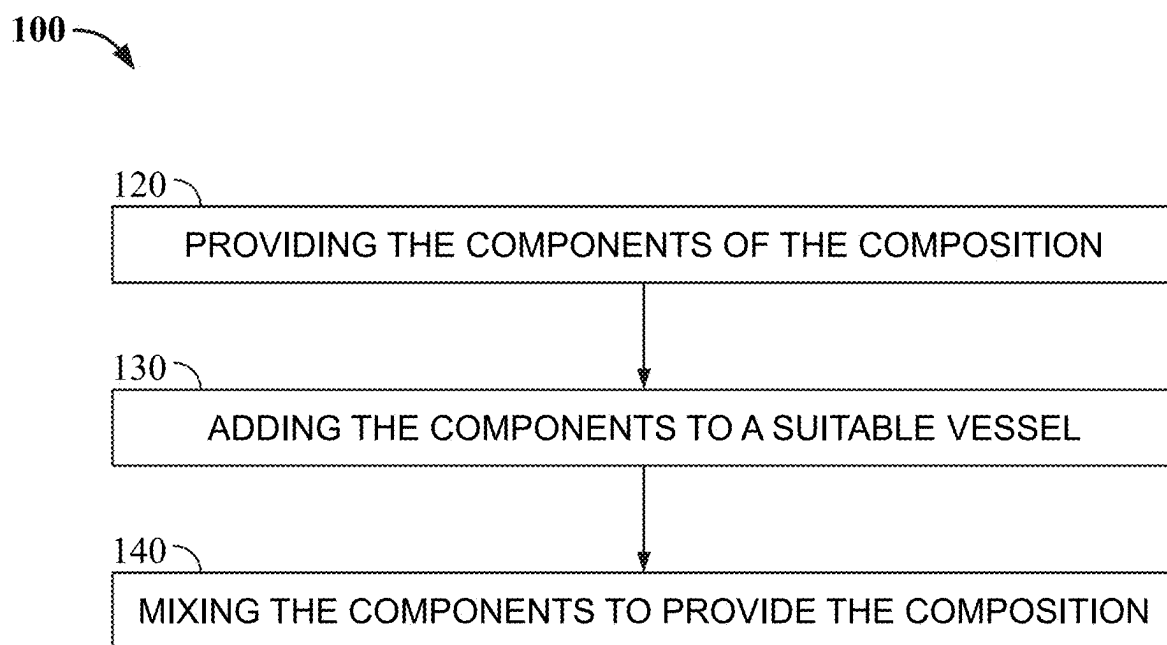 100
120
PROVIDING THE COMPONENTS OF THE COMPOSITION
130
ADDING THE COMPONENTS TO A SUITABLE VESSEL
140
MIXING THE COMPONENTS TO PROVIDE THE COMPOSITION